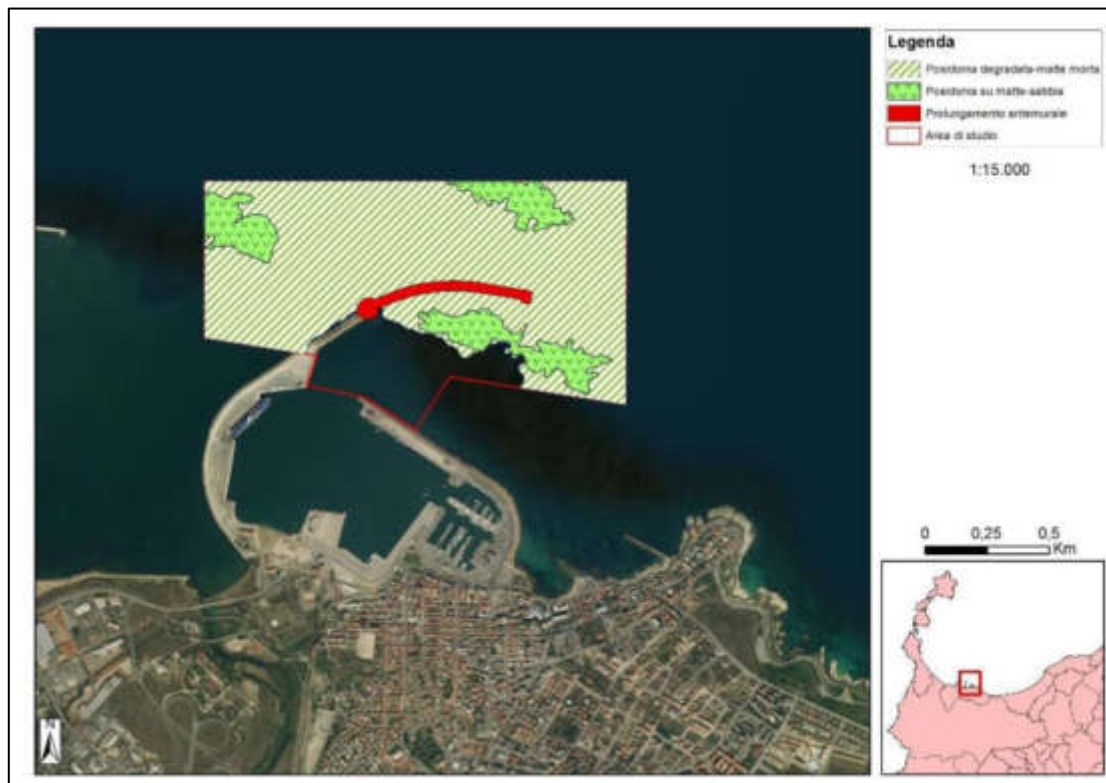 Legenda
Posidonia degradata-matte morta
Posidonia su matte-sabbia
Prolungamento antemurale
Area di studio
1:15.000
0 0,25 0,5
Km